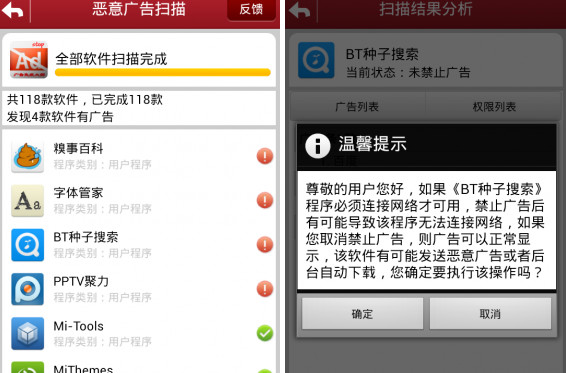 恶意广告扫描
反馈
stop
Ad
全部软件扫描完成
共118款软件，已完成118款
发现4款软件有广告
糗事百科
程序类别：用户程序
Aa
字体管家
程序类别：用户程序
BT种子搜索
程序类别：用户程序
PPTV聚力
程序类别：用户程序
Mi-Tools
程序类别：用户程序
MiThemes
扫描结果分析
BT种子搜索
当前状态：未禁止广告
广告列表
权限列表
温馨提示
尊敬的用户您好，如果《BT种子搜索》
程序必须连接网络才可用，禁止广告后
有可能导致该程序无法连接网络，如果
您取消禁止广告，则广告可以正常显
示，该软件有可能发送恶意广告或者后
台自动下载，您确定要执行该操作吗？
确定
取消